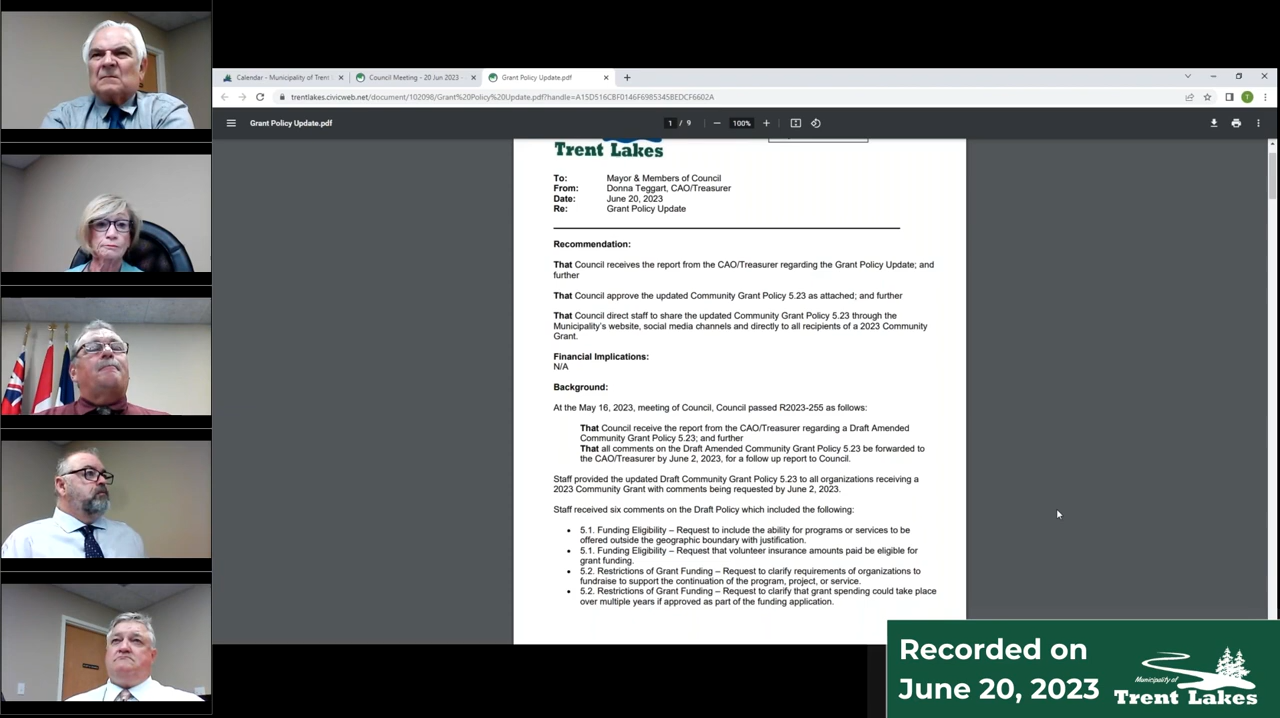 Calendar - Municipality of Trent
Council Meeting - 20 Jun 2023 -
Grant Policy Update.pdf
trentlakes.civicweb.net/document/102098/Grant%20Policy%20Update.pdf?handle=A15D516CBF0146F6985345BEDCF6602A
T
Grant Policy Update.pdf
1 / 9
100%
Trent Lakes
To: Mayor & Members of Council
From: Donna Teggart, CAO/Treasurer
Date: June 20, 2023
Re: Grant Policy Update
Recommendation:
That Council receives the report from the CAO/Treasurer regarding the Grant Policy Update; and
further
That Council approve the updated Community Grant Policy 5.23 as attached; and further
That Council direct staff to share the updated Community Grant Policy 5.23 through the
Municipality's website, social media channels and directly to all recipients of a 2023 Community
Grant.
Financial Implications:
N/A
Background:
At the May 16, 2023, meeting of Council, Council passed R2023-255 as follows:
That Council receive the report from the CAO/Treasurer regarding a Draft Amended
Community Grant Policy 5.23; and further
That all comments on the Draft Amended Community Grant Policy 5.23 be forwarded to
the CAO/Treasurer by June 2, 2023, for a follow up report to Council.
Staff provided the updated Draft Community Grant Policy 5.23 to all organizations receiving a
2023 Community Grant with comments being requested by June 2, 2023.
Staff received six comments on the Draft Policy which included the following:
• 5.1. Funding Eligibility – Request to include the ability for programs or services to be
offered outside the geographic boundary with justification.
• 5.1. Funding Eligibility – Request that volunteer insurance amounts paid be eligible for
grant funding.
• 5.2. Restrictions of Grant Funding – Request to clarify requirements of organizations to
fundraise to support the continuation of the program, project, or service.
• 5.2. Restrictions of Grant Funding – Request to clarify that grant spending could take place
over multiple years if approved as part of the funding application.
Recorded on
June 20, 2023
Municipality of
Trent Lakes